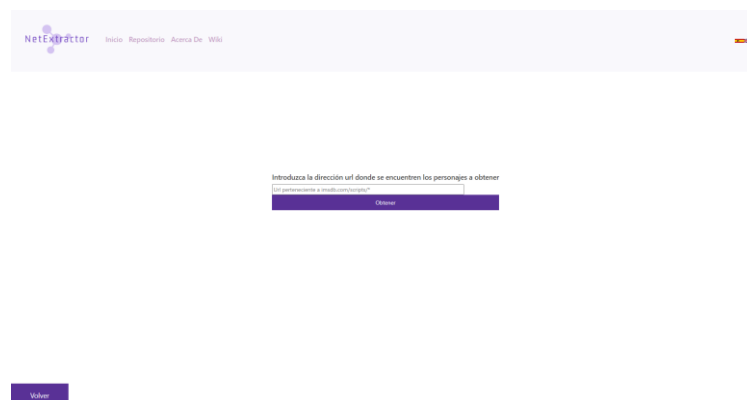 NetExtractor
Inicio Repositorio Acerca De Wiki
Introduzca la dirección url donde se encuentren los personajes a obtener
Url perteneciente a imsdb.com/scripts/*
Obtener
Volver